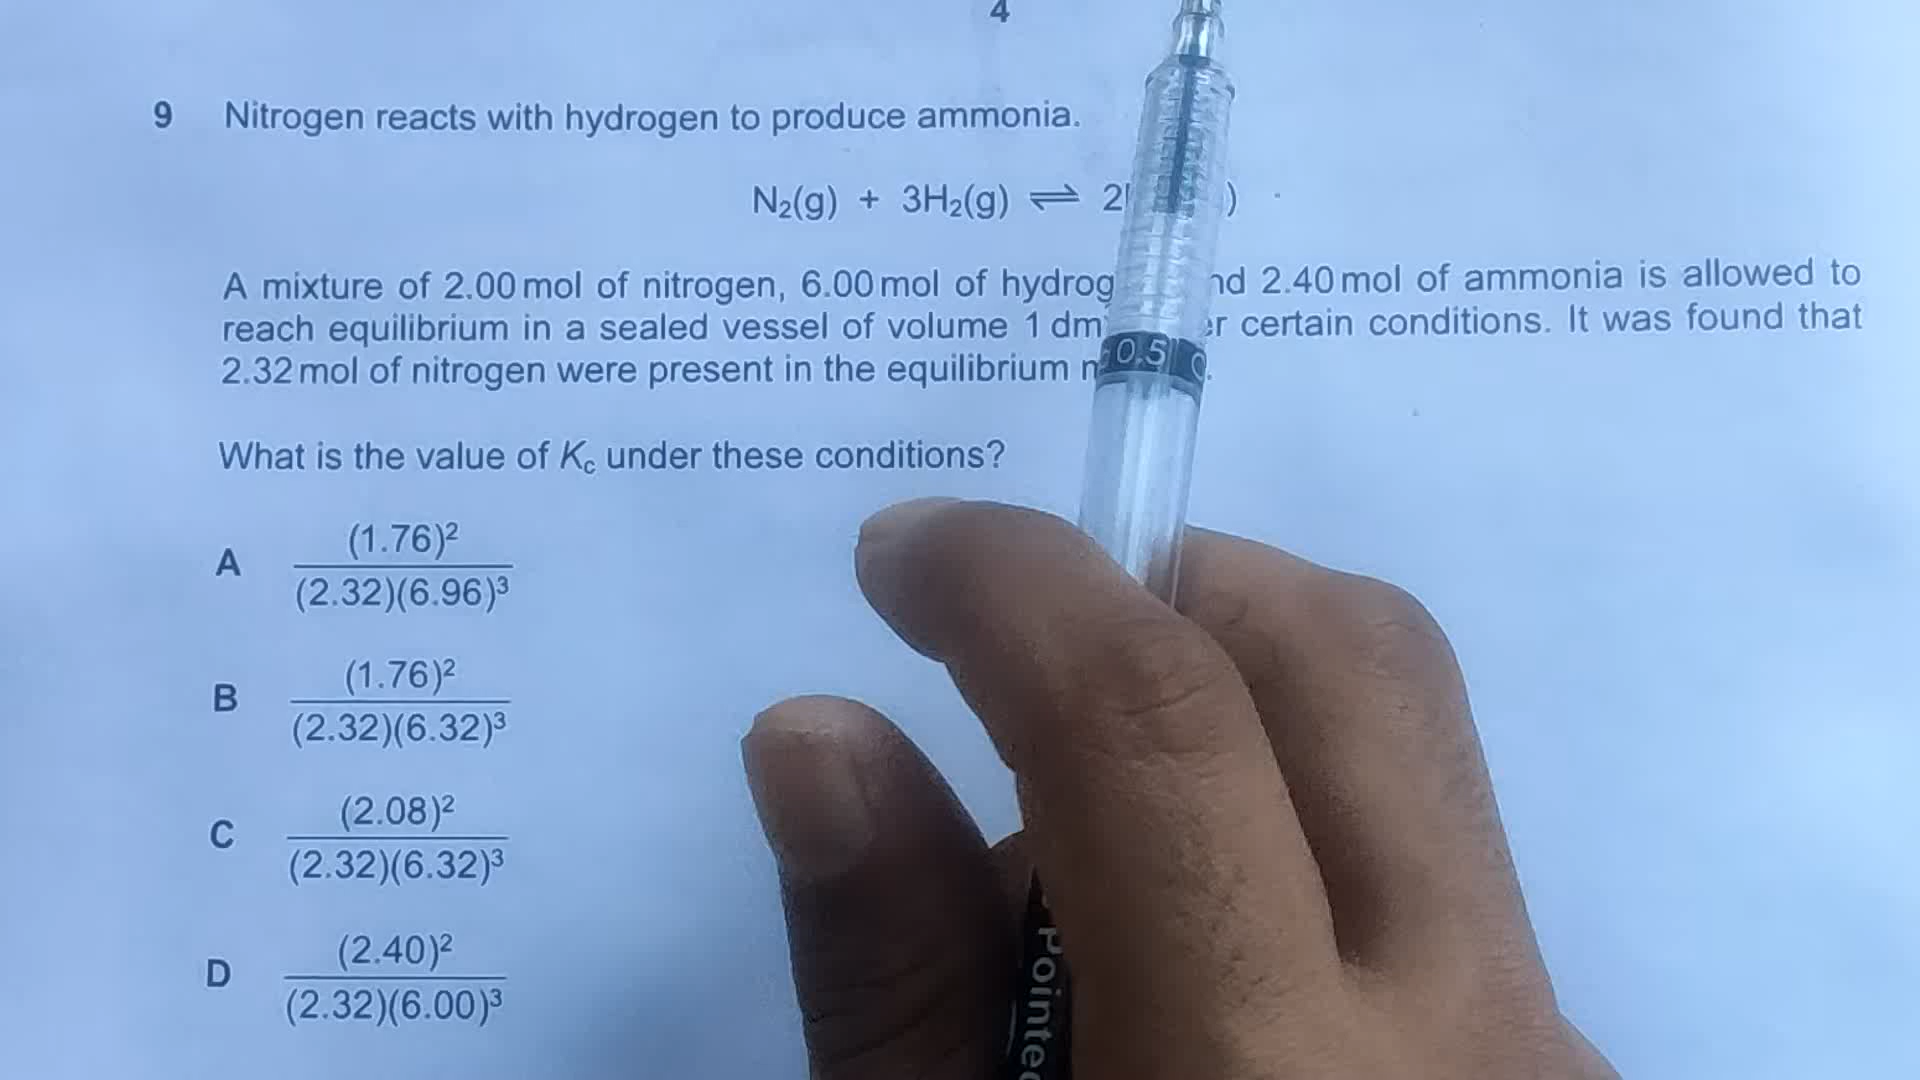 4
9 Nitrogen reacts with hydrogen to produce ammonia.
N₂(g) + 3H₂(g) ⇌ 2 )
A mixture of 2.00 mol of nitrogen, 6.00 mol of 2.40 mol of ammonia is allowed to
reach equilibrium in a sealed vessel of volume 1 certain conditions. It was found that
2.32 mol of nitrogen were present in the equilibrium
What is the value of Kc under these conditions?
A (1.76)²
(2.32)(6.96)³
B (1.76)²
(2.32)(6.32)³
C (2.08)²
(2.32)(6.32)³
D (2.40)²
(2.32)(6.00)³
0.5